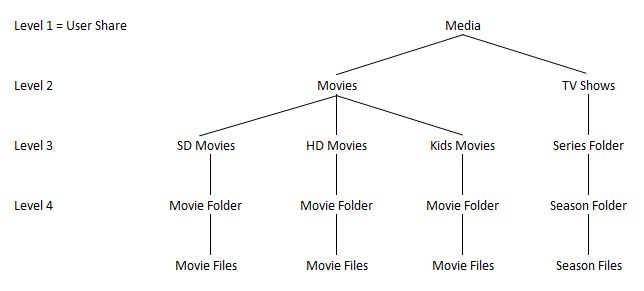 Level 1 = User Share Media
Level 2 Movies TV Shows
Level 3 SD Movies HD Movies Kids Movies Series Folder
Level 4 Movie Folder Movie Folder Movie Folder Season Folder
Movie Files Movie Files Movie Files Season Files